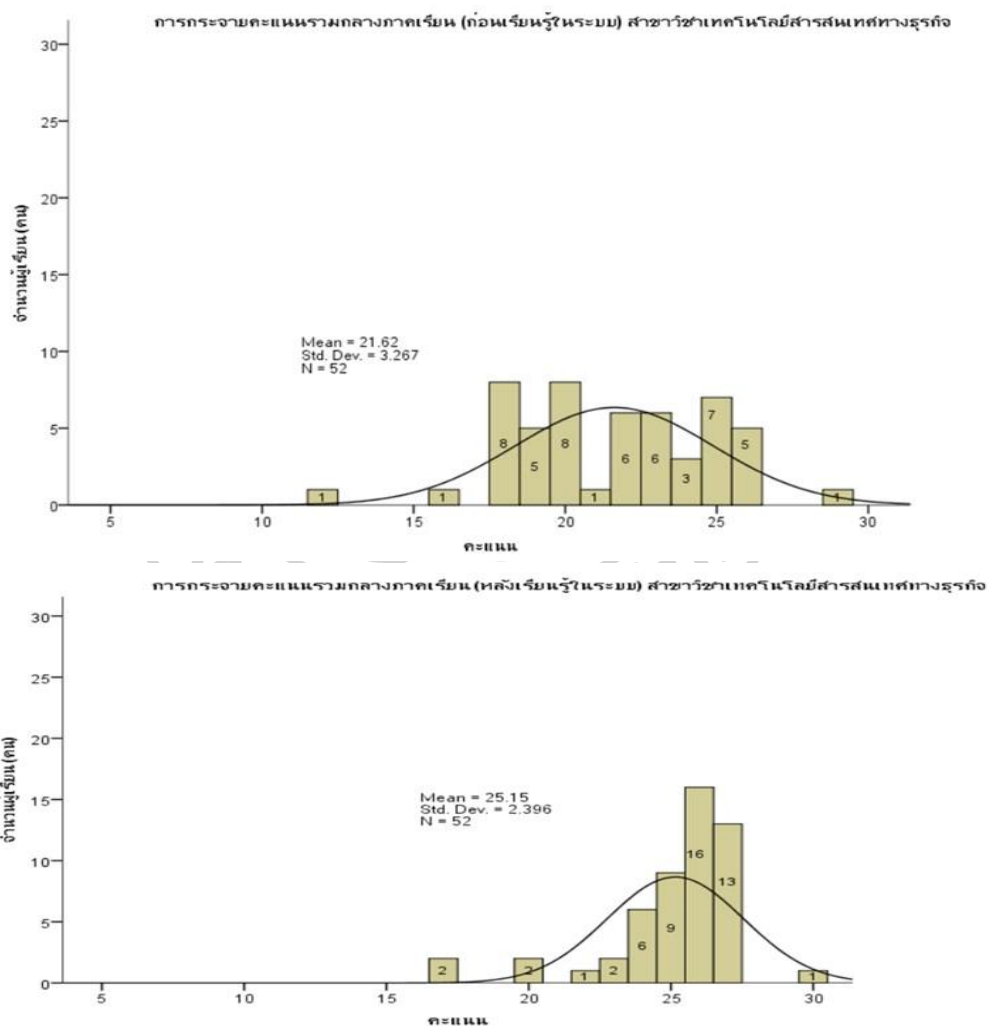 การกระจายคะแนนรวมกลางภาคเรียน (ก่อนเรียนรู้ในระบบ) สาขาวิชาเทคโนโลยีสารสนเทศทางธุรกิจ
30
25
20
15
10
5
0
จำนวนผู้เรียน(คน)
Mean = 21.62
Std. Dev. = 3.267
N = 52
1 1 8 5 8 1 6 6 3 7 5 1
5 10 15 20 25 30
คะแนน
การกระจายคะแนนรวมกลางภาคเรียน (หลังเรียนรู้ในระบบ) สาขาวิชาเทคโนโลยีสารสนเทศทางธุรกิจ
30
25
20
15
10
5
0
จำนวนผู้เรียน(คน)
Mean = 25.15
Std. Dev. = 2.396
N = 52
2 2 1 2 6 9 16 13 1
5 10 15 20 25 30
คะแนน